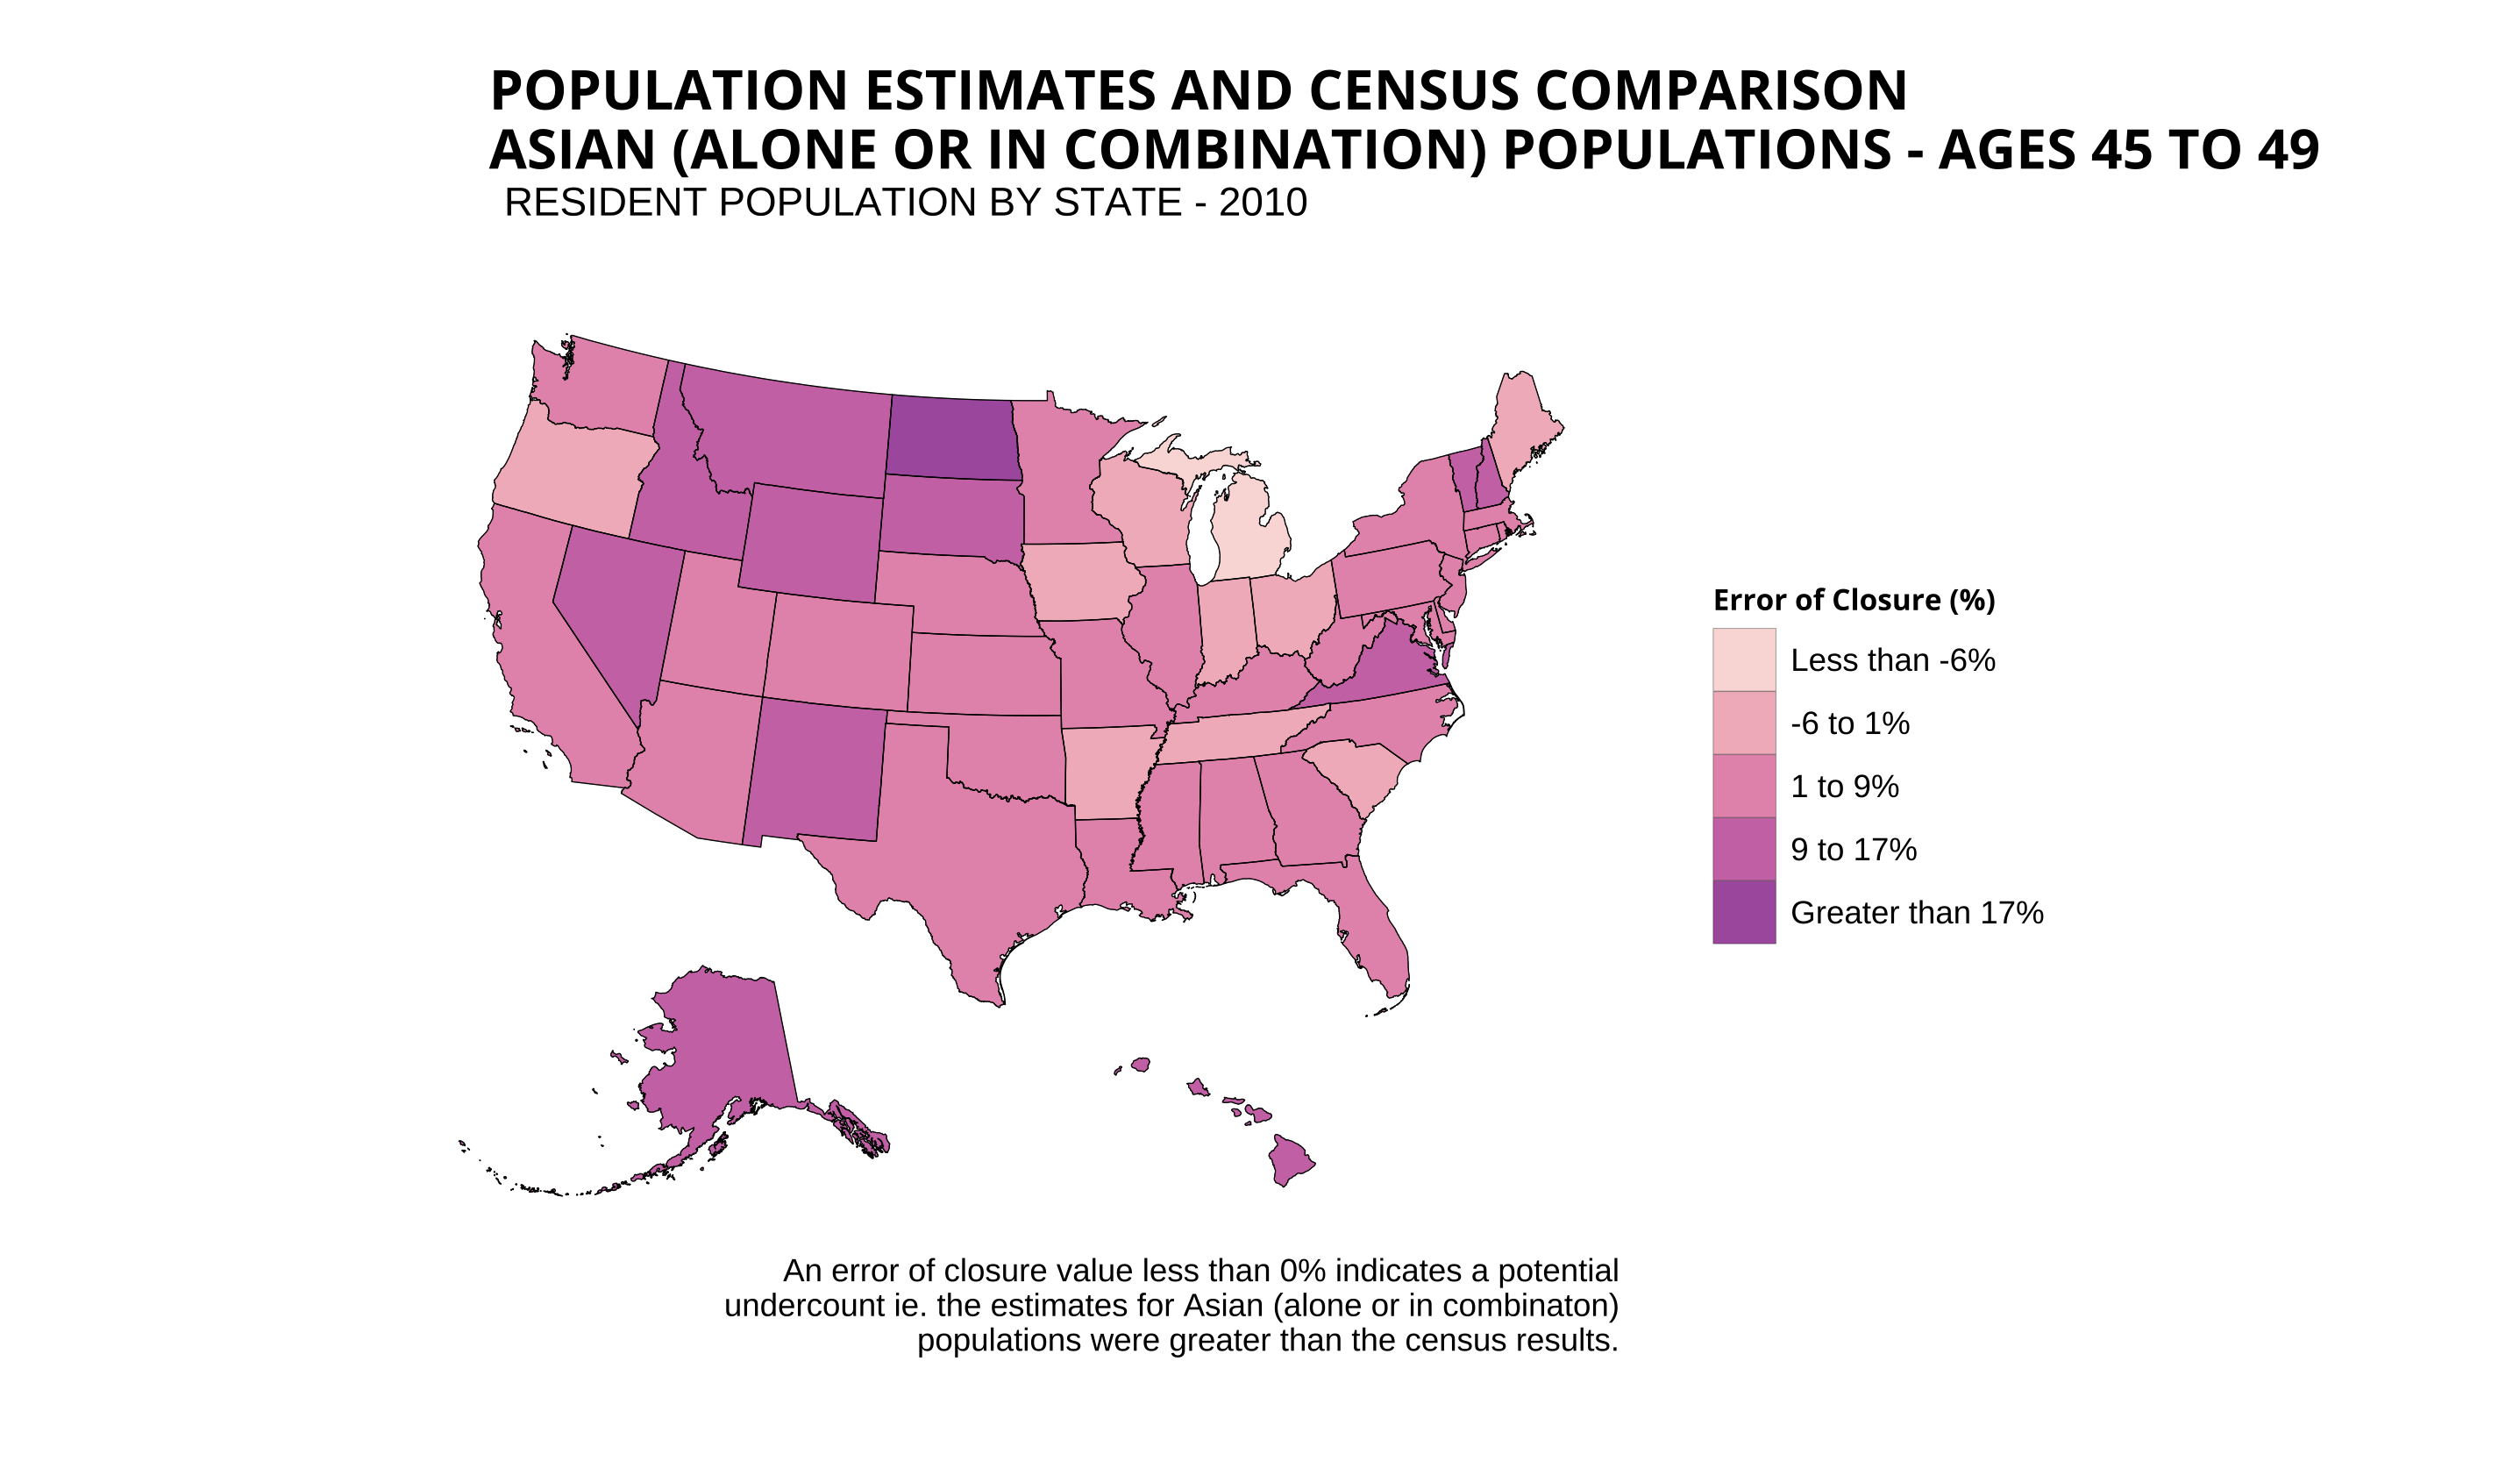 POPULATION ESTIMATES AND CENSUS COMPARISON
ASIAN (ALONE OR IN COMBINATION) POPULATIONS - AGES 45 TO 49
RESIDENT POPULATION BY STATE - 2010
Error of Closure (%)
Less than -6%
-6 to 1%
1 to 9%
9 to 17%
Greater than 17%
An error of closure value less than 0% indicates a potential
undercount ie. the estimates for Asian (alone or in combinaton)
populations were greater than the census results.